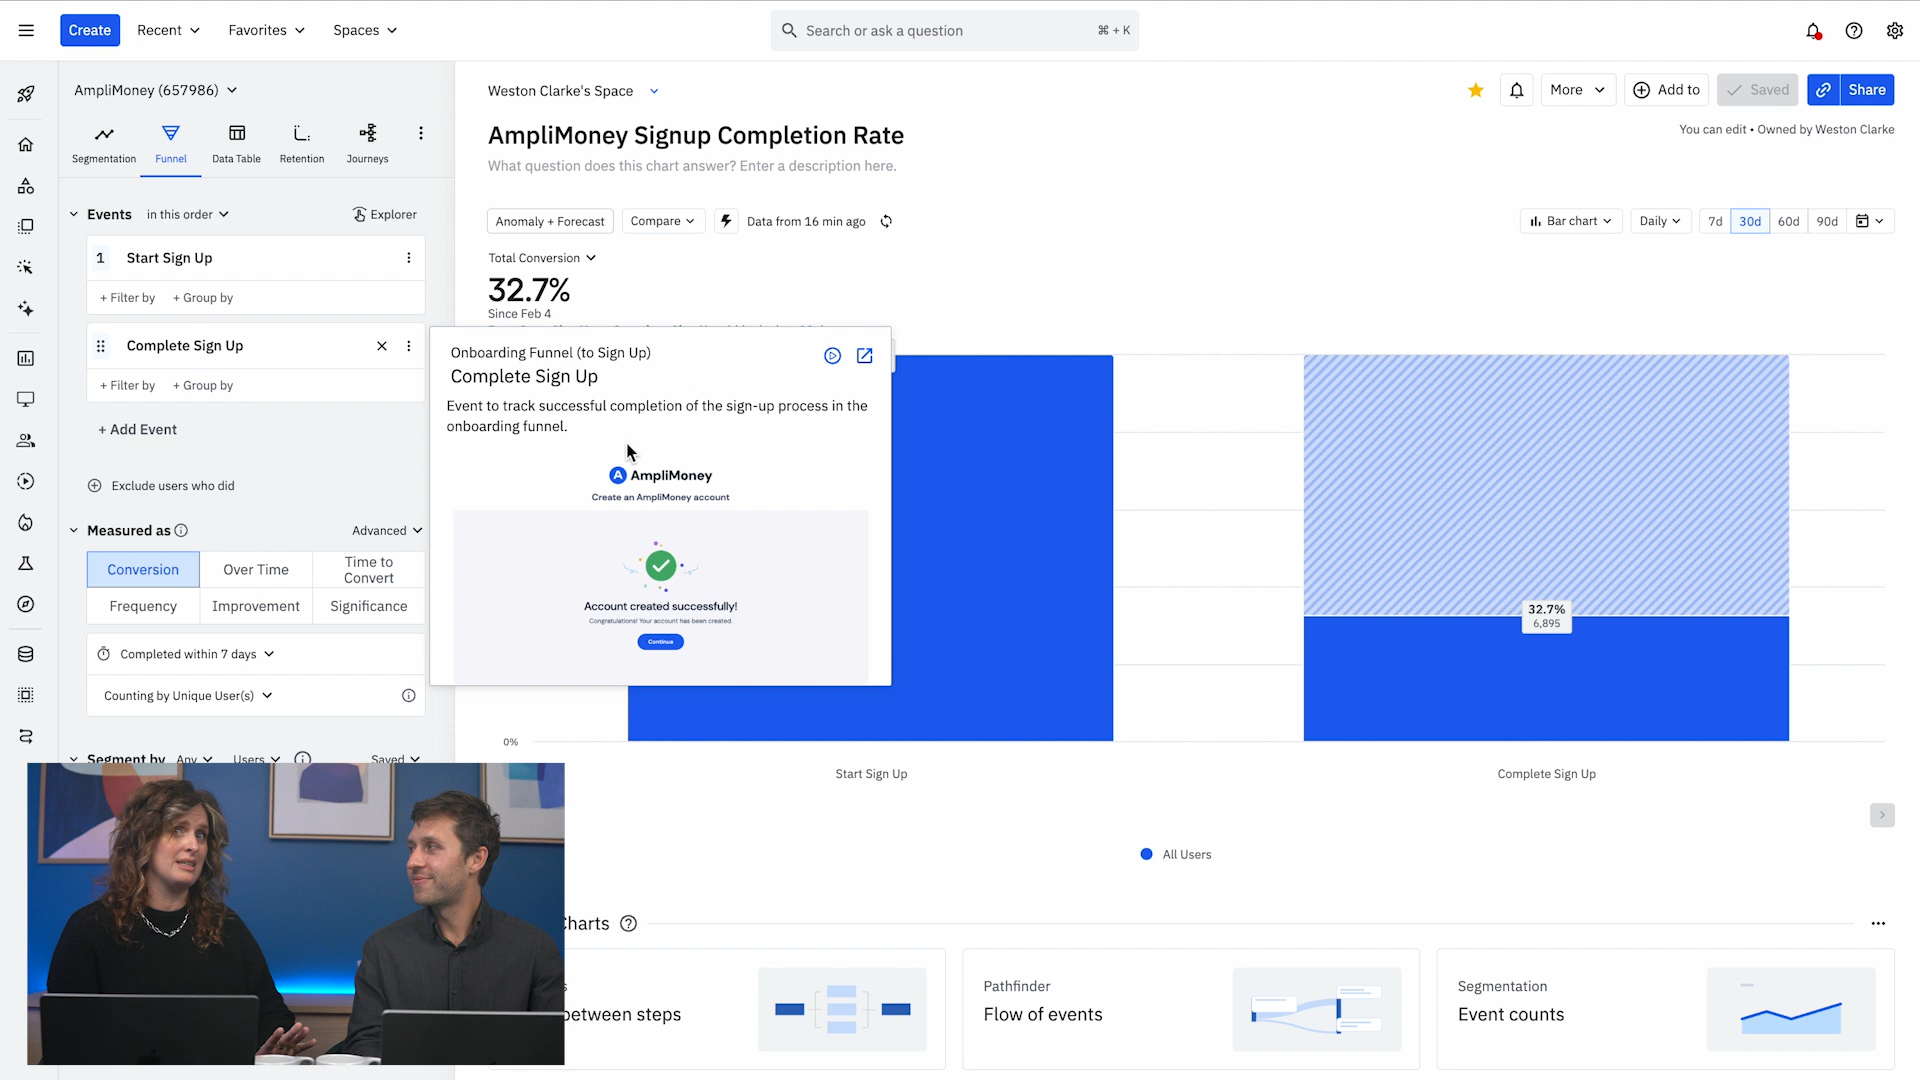 Create
Recent
Favorites
Spaces
Search or ask a question
⌘ + K
AmpliMoney (657986)
Segmentation
Funnel
Data Table
Retention
Journeys
Events
in this order
Explorer
1
Start Sign Up
+ Filter by
+ Group by
Complete Sign Up
+ Filter by
+ Group by
+ Add Event
Exclude users who did
Measured as
Advanced
Conversion
Over Time
Time to
Convert
Frequency
Improvement
Significance
Completed within 7 days
Counting by Unique User(s)
Segment by
Any
Users
Saved
Weston Clarke's Space
More
Add to
Saved
Share
AmpliMoney Signup Completion Rate
You can edit • Owned by Weston Clarke
What question does this chart answer? Enter a description here.
Anomaly + Forecast
Compare
Data from 16 min ago
Bar chart
Daily
7d
30d
60d
90d
Total Conversion
32.7%
Since Feb 4
Onboarding Funnel (to Sign Up)
Complete Sign Up
Event to track successful completion of the sign-up process in the
onboarding funnel.
AmpliMoney
Create an AmpliMoney account
Account created successfully!
Congratulations! Your account has been created.
Continue
32.7%
6,895
0%
Start Sign Up
Complete Sign Up
All Users
Charts
between steps
Pathfinder
Flow of events
Segmentation
Event counts